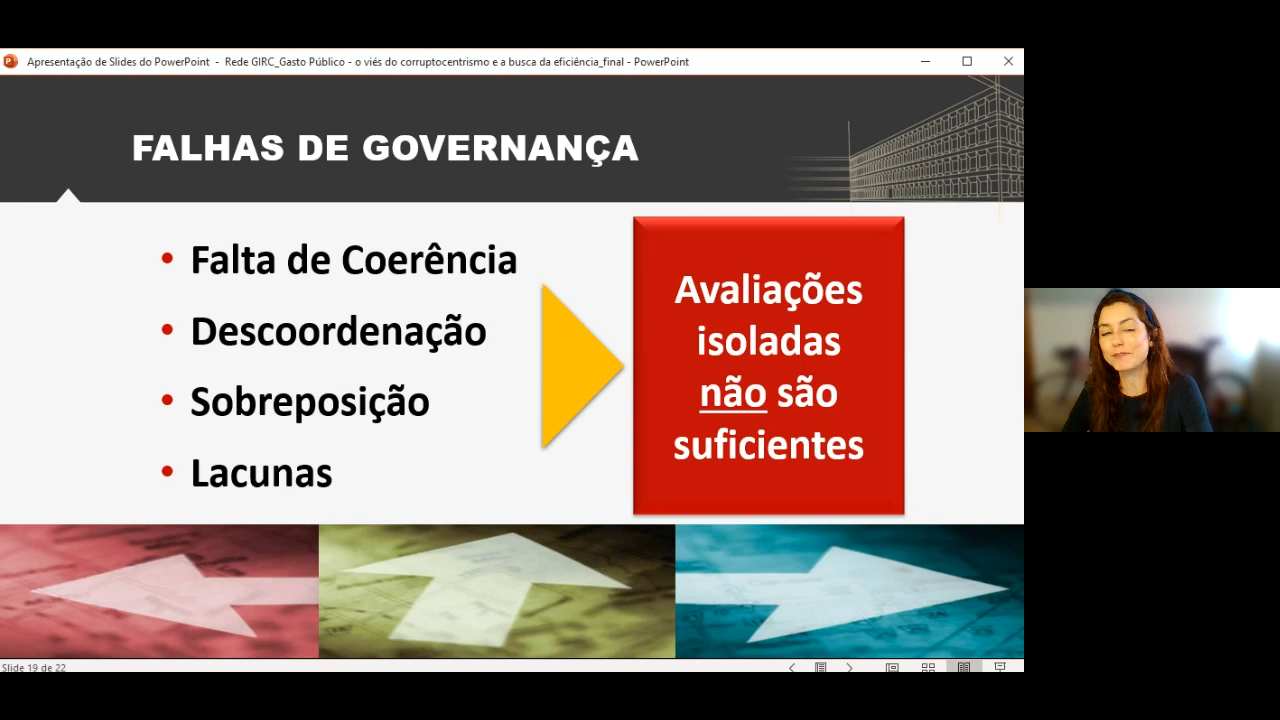 Apresentação de Slides do PowerPoint - Rede GIRC_Gasto Público - o viés do corruptocentrismo e a busca da eficiência_final - PowerPoint
FALHAS DE GOVERNANÇA
• Falta de Coerência
• Descoordenação
• Sobreposição
• Lacunas
Avaliações
isoladas
não são
suficientes
Slide 19 de 22